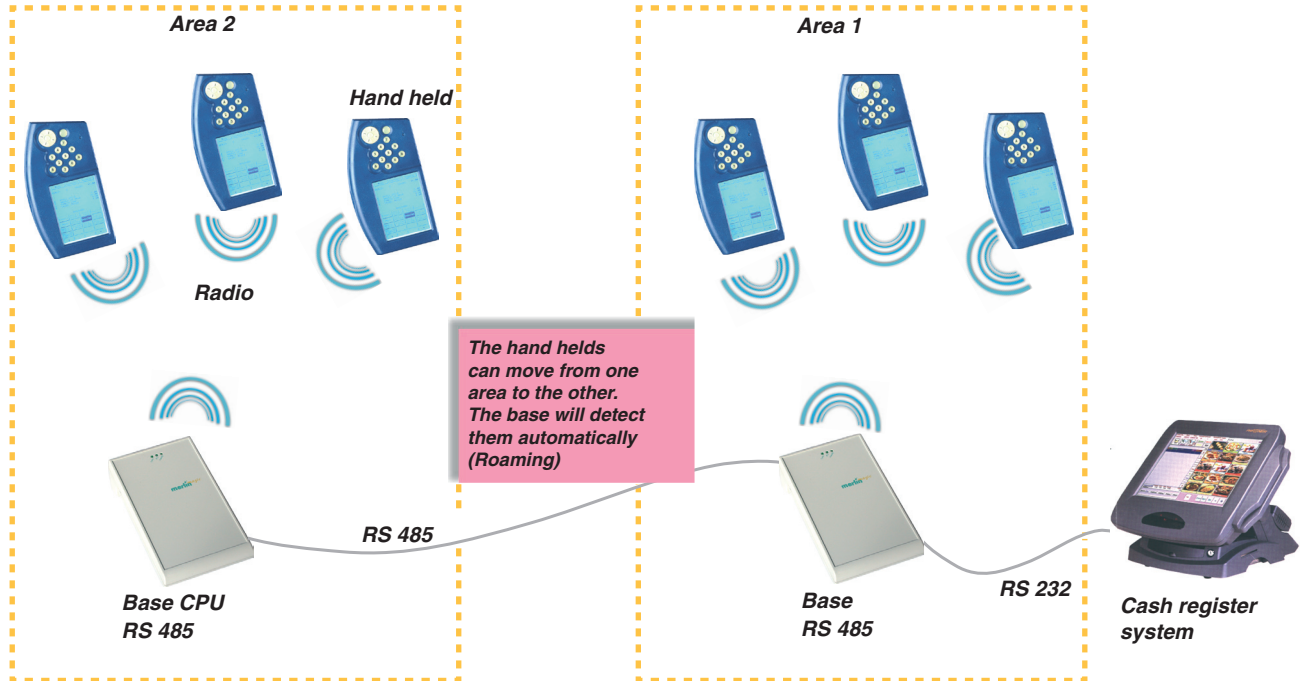 Area 2
Area 1
Hand held
Radio
The hand helds
can move from one
area to the other.
The base will detect
them automatically
(Roaming)
marlin
RS 485
Base CPU
RS 485
marlin
Base
RS 485
RS 232
Cash register
system